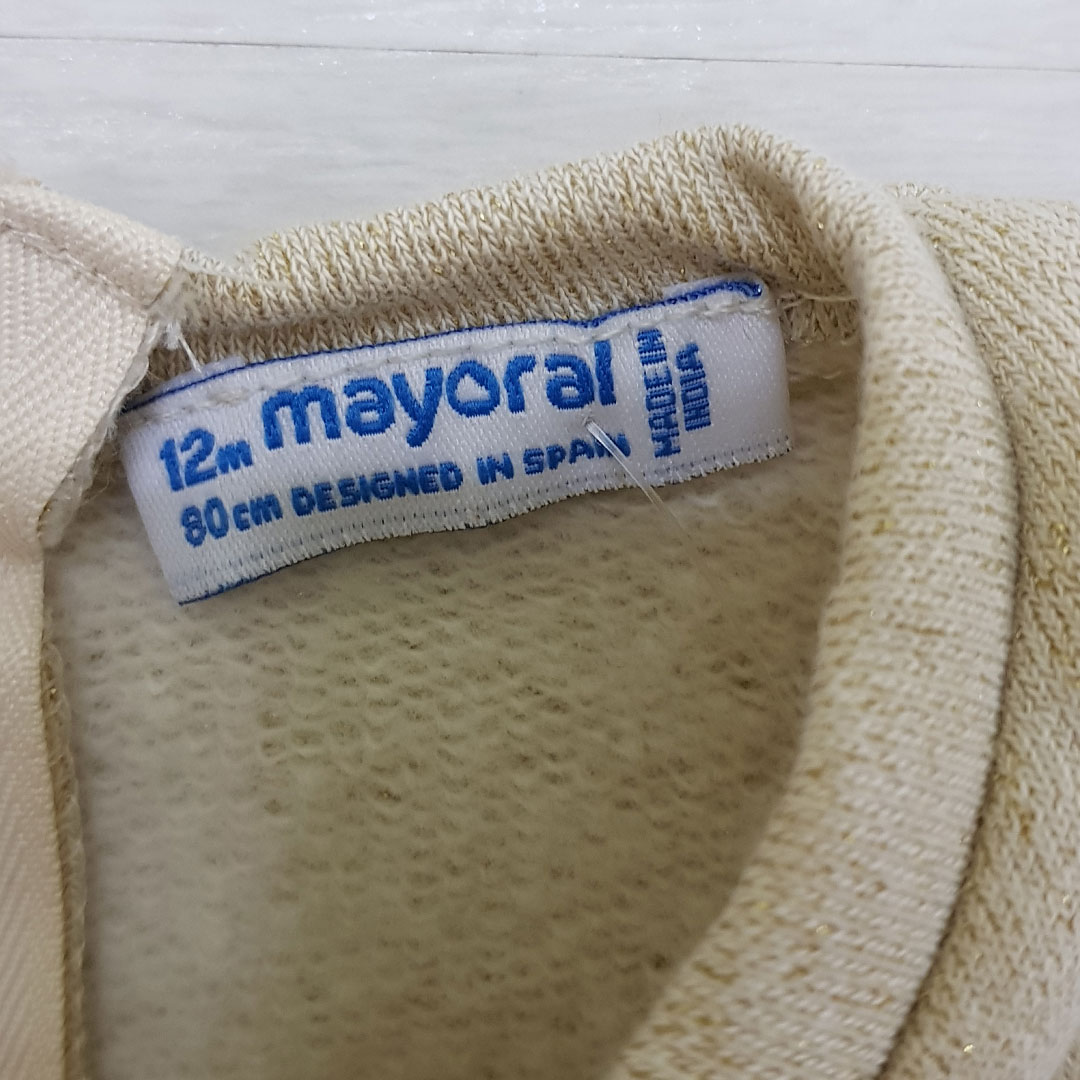 12m mayoral
80cm DESIGNED IN SPAIN
MADE IN
INDIA